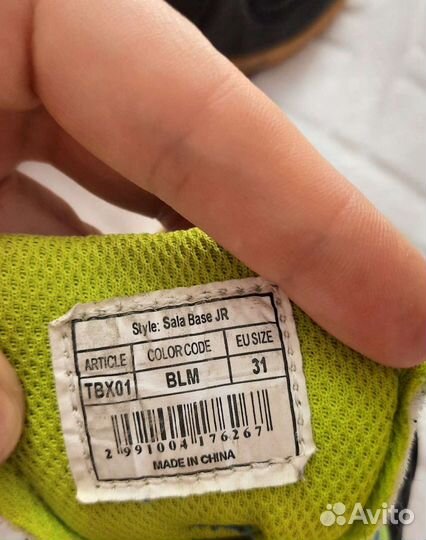 Style: Sala Base JR
ARTICLE COLOR CODE EU SIZE
TBX01 BLM 31
2 991004 176267
MADE IN CHINA
Avito